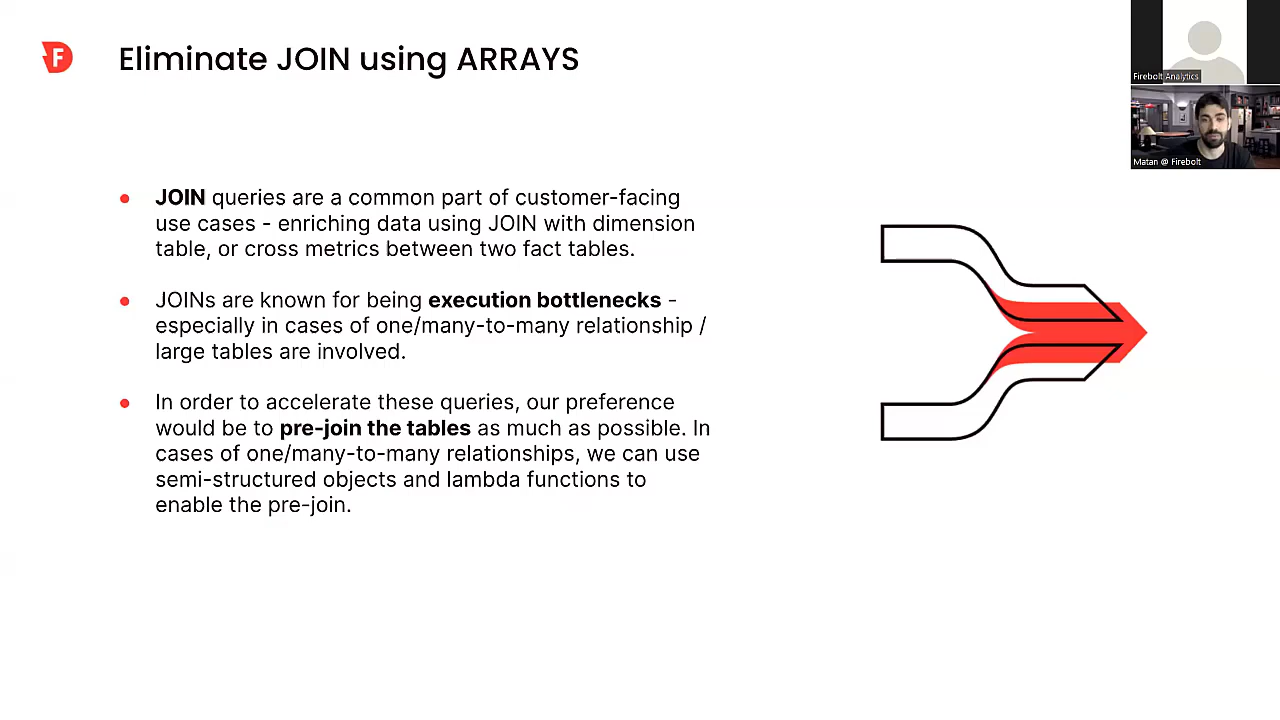 F
Eliminate JOIN using ARRAYS
Firebolt Analytics
Matan @ Firebolt
● JOIN queries are a common part of customer-facing
use cases - enriching data using JOIN with dimension
table, or cross metrics between two fact tables.
● JOINs are known for being execution bottlenecks -
especially in cases of one/many-to-many relationship /
large tables are involved.
● In order to accelerate these queries, our preference
would be to pre-join the tables as much as possible. In
cases of one/many-to-many relationships, we can use
semi-structured objects and lambda functions to
enable the pre-join.